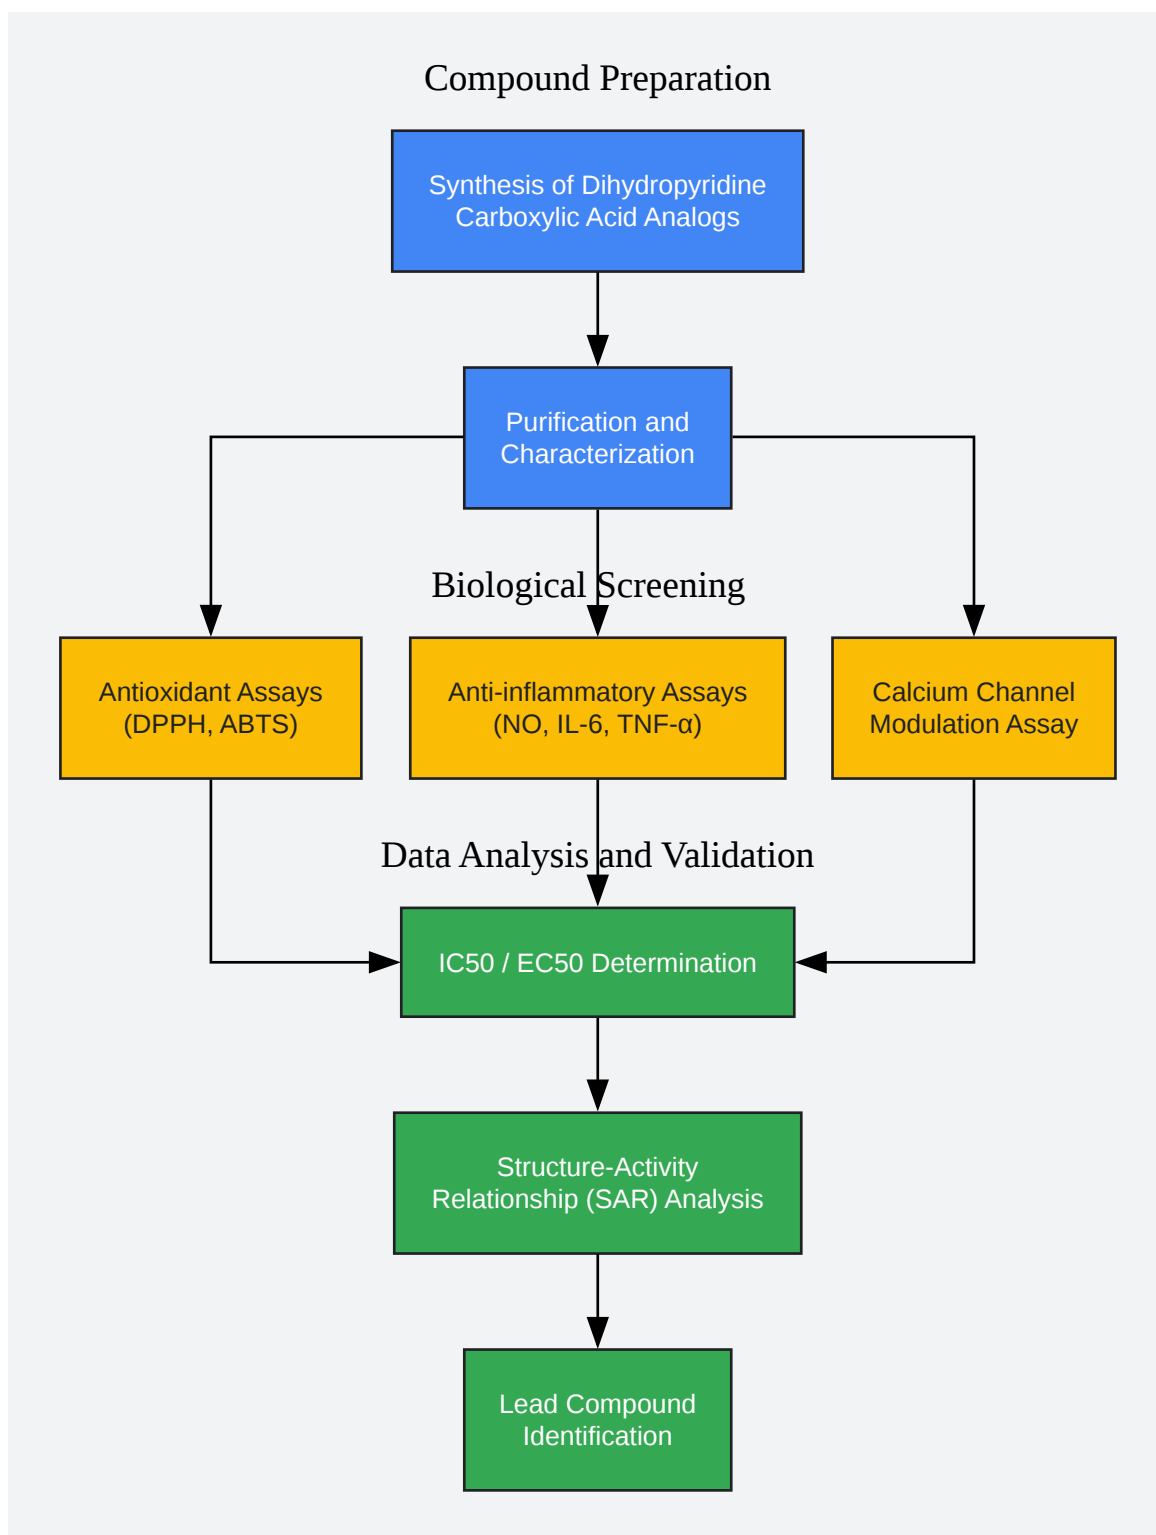 Compound Preparation
Synthesis of Dihydropyridine
Carboxylic Acid Analogs
Purification and
Characterization
Biological Screening
Antioxidant Assays
(DPPH, ABTS)
Anti-inflammatory Assays
(NO, IL-6, TNF-α)
Calcium Channel
Modulation Assay
Data Analysis and Validation
IC50 / EC50 Determination
Structure-Activity
Relationship (SAR) Analysis
Lead Compound
Identification